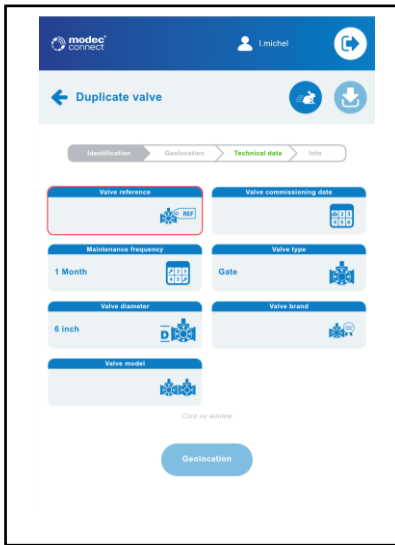 modec
connect
l.michel
Duplicate valve
Identification
Geolocation
Technical data
Info
Valve reference
REF
Valve commissioning date
Maintenance frequency
1 Month
Valve type
Gate
Valve diameter
6 inch
D
Valve brand
Valve model
Click on window
Geolocation